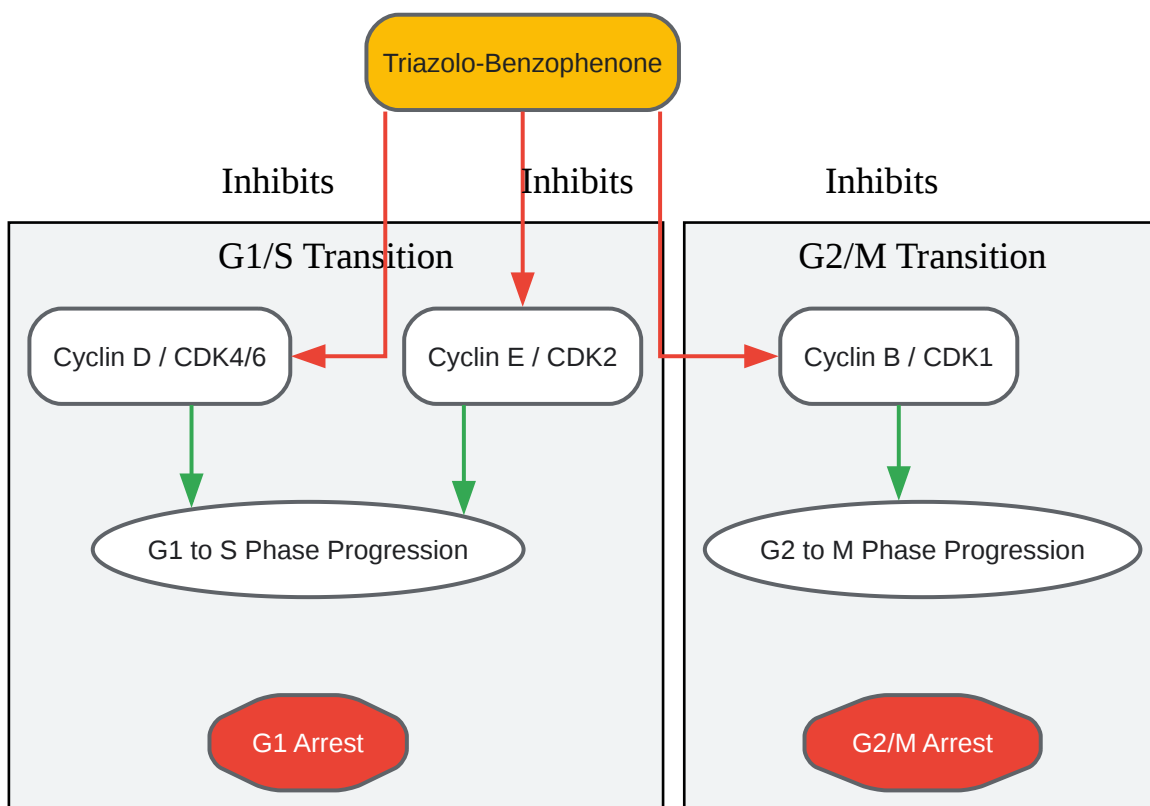 Triazolo-Benzophenone
Inhibits
Inhibits
Inhibits
G1/S Transition
G2/M Transition
Cyclin D / CDK4/6
Cyclin E / CDK2
Cyclin B / CDK1
G1 to S Phase Progression
G2 to M Phase Progression
G1 Arrest
G2/M Arrest